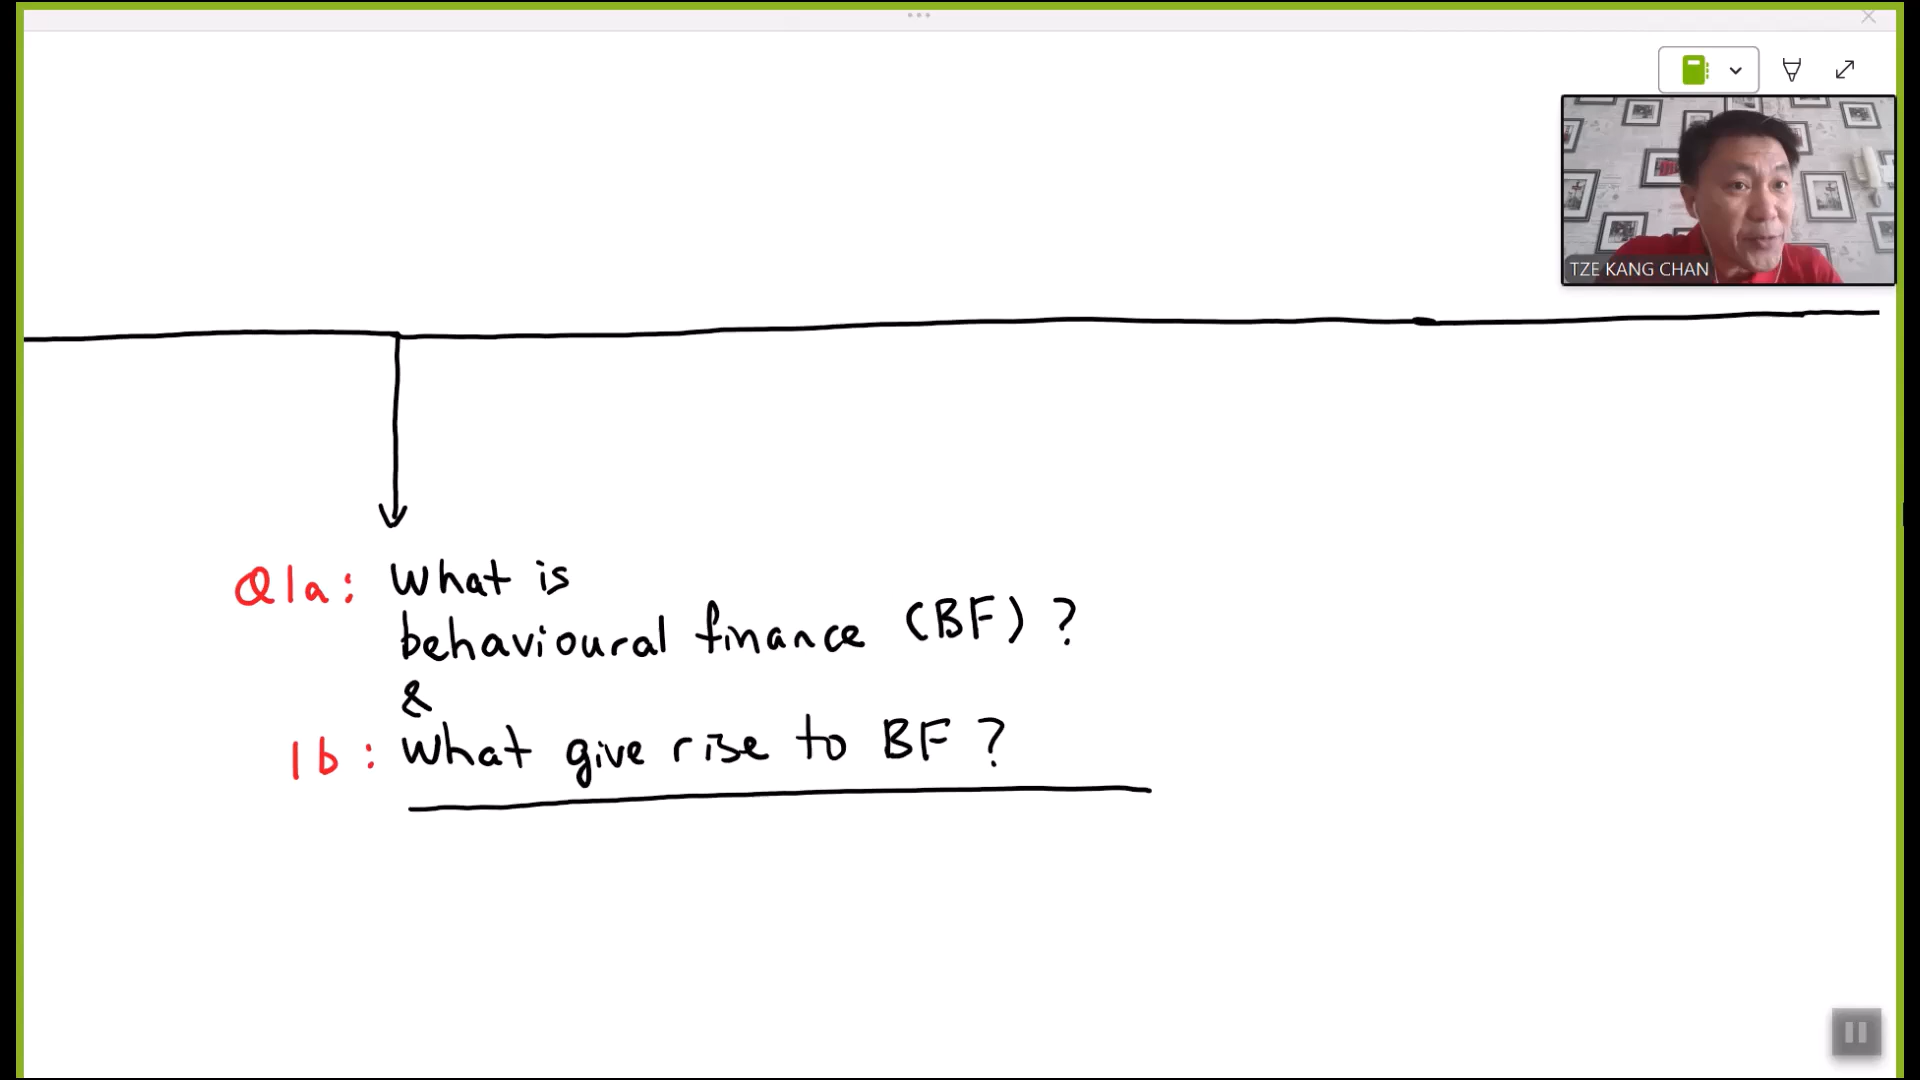 TZE KANG CHAN
Q1a: What is
behavioural finance (BF) ?
&
1b: What give rise to BF ?